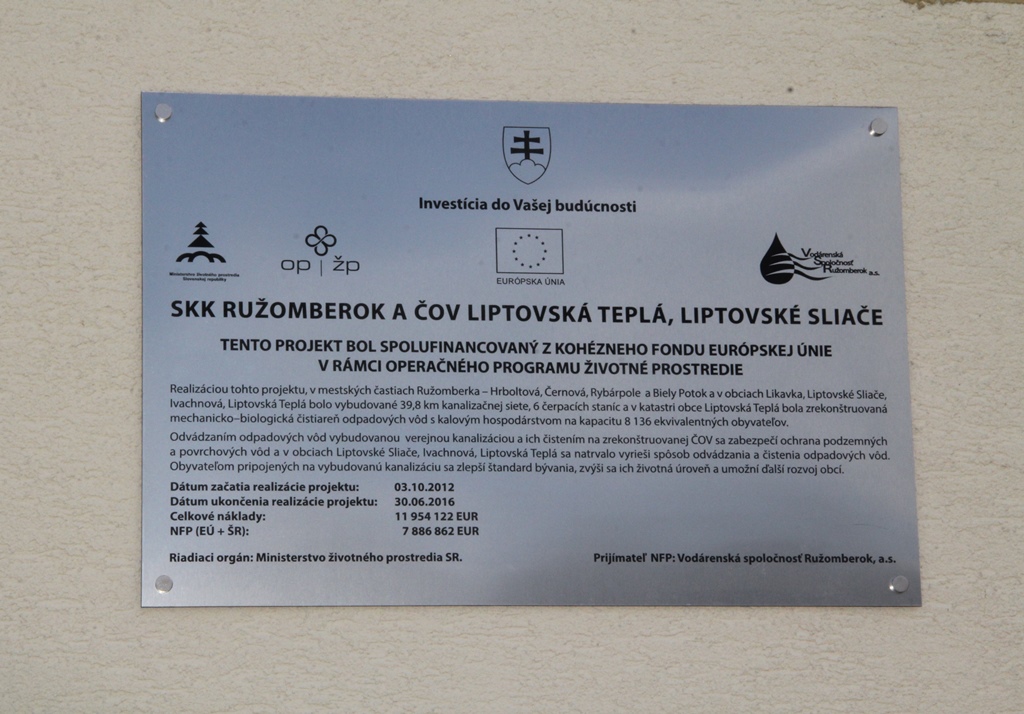 Investícia do Vašej budúcnosti
Ministerstvo životného prostredia
Slovenskej republiky
op | žp
EURÓPSKA ÚNIA
Vodárenská
Spoločnosť
Ružomberok a.s.
SKK RUŽOMBEROK A ČOV LIPTOVSKÁ TEPLÁ, LIPTOVSKÉ SLIAČE
TENTO PROJEKT BOL SPOLUFINANCOVANÝ Z KOHÉZNEHO FONDU EURÓPSKEJ ÚNIE
V RÁMCI OPERAČNÉHO PROGRAMU ŽIVOTNÉ PROSTREDIE
Realizáciou tohto projektu, v mestských častiach Ružomberka – Hrboltová, Černová, Rybárpole a Biely Potok a v obciach Likavka, Liptovské Sliače,
Ivachnová, Liptovská Teplá bolo vybudované 39,8 km kanalizačnej siete, 6 čerpacích staníc a v katastri obce Liptovská Teplá bola zrekonštruovaná
mechanicko–biologická čistiareň odpadových vôd s kalovým hospodárstvom na kapacitu 8 136 ekvivalentných obyvateľov.
Odvádzaním odpadových vôd vybudovanou verejnou kanalizáciou a ich čistením na zrekonštruovanej ČOV sa zabezpečí ochrana podzemných
a povrchových vôd a v obciach Liptovské Sliače, Ivachnová, Liptovská Teplá sa natrvalo vyrieši spôsob odvádzania a čistenia odpadových vôd.
Obyvateľom pripojených na vybudovanú kanalizáciu sa zlepší štandard bývania, zvýši sa ich životná úroveň a umožní ďalší rozvoj obcí.
Dátum začatia realizácie projektu: 03.10.2012
Dátum ukončenia realizácie projektu: 30.06.2016
Celkové náklady: 11 954 122 EUR
NFP (EÚ + ŠR): 7 886 862 EUR
Riadiaci orgán: Ministerstvo životného prostredia SR. Prijímateľ NFP: Vodárenská spoločnosť Ružomberok, a.s.